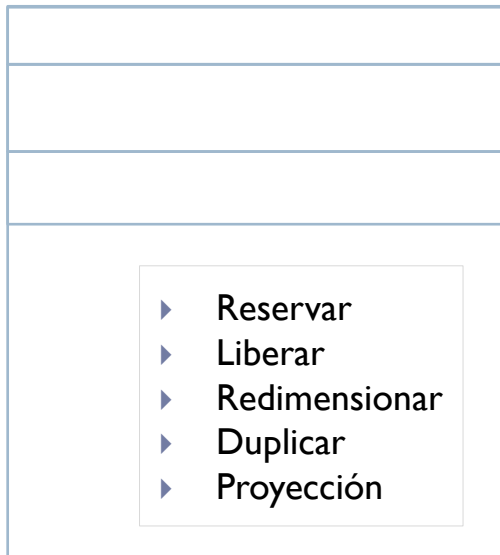 Reservar
Liberar
Redimensionar
Duplicar
Proyección